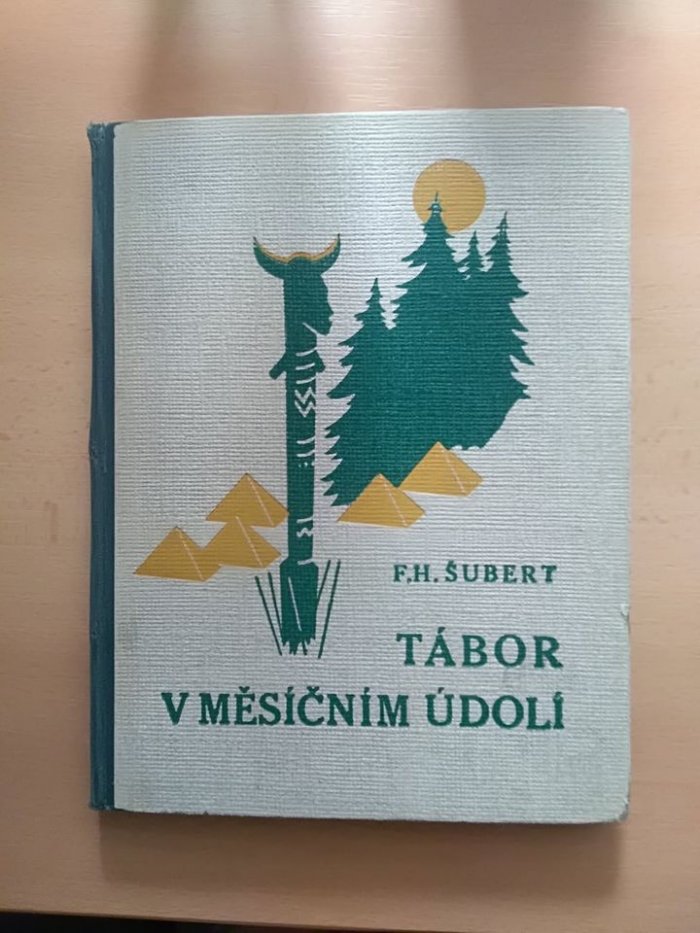 F. H. ŠUBERT
TÁBOR
V MĚSÍČNÍM ÚDOLÍ